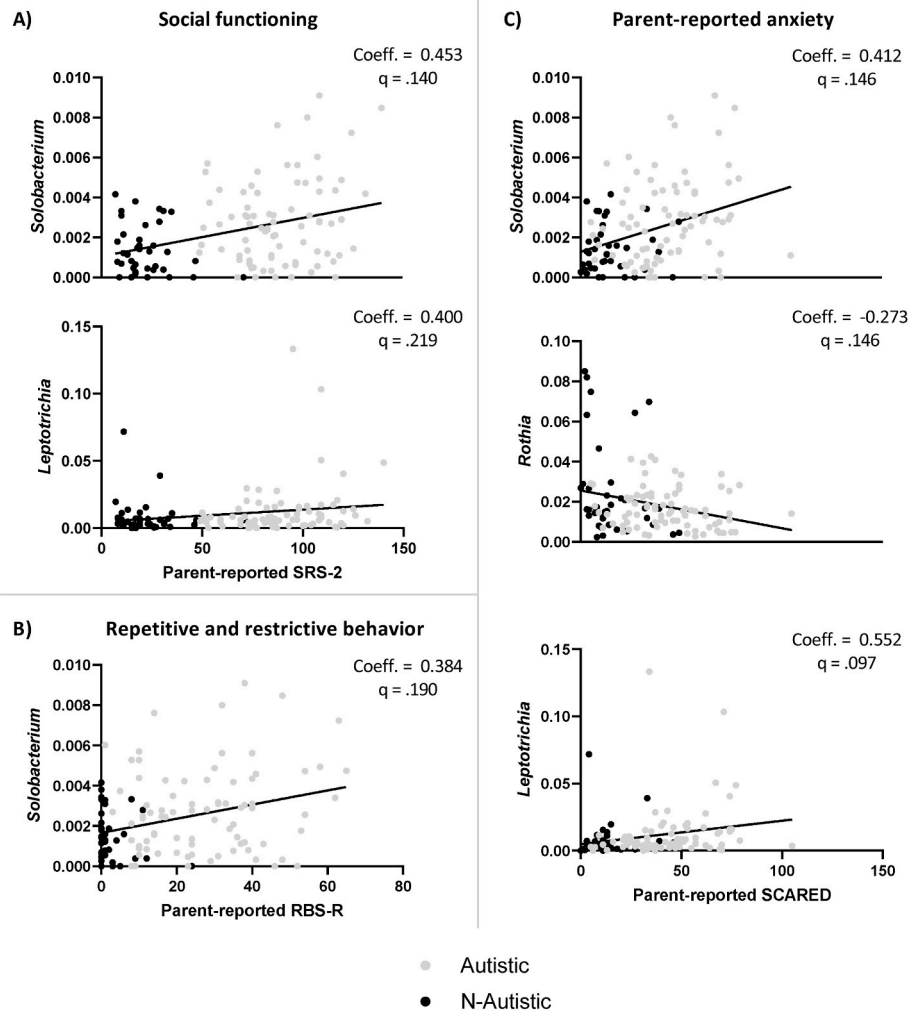 A) Social functioning
Coeff. = 0.453
q = .140
0.010
0.008
0.006
0.004
0.002
0.000
Solobacterium
Coeff. = 0.400
q = .219
0.15
0.10
0.05
0.00
Leptotrichia
0 50 100 150
Parent-reported SRS-2
B) Repetitive and restrictive behavior
Coeff. = 0.384
q = .190
0.010
0.008
0.006
0.004
0.002
0.000
Solobacterium
0 20 40 60 80
Parent-reported RBS-R
C) Parent-reported anxiety
Coeff. = 0.412
q = .146
0.010
0.008
0.006
0.004
0.002
0.000
Solobacterium
Coeff. = -0.273
q = .146
0.10
0.08
0.06
0.04
0.02
0.00
Rothia
Coeff. = 0.552
q = .097
0.15
0.10
0.05
0.00
Leptotrichia
0 50 100 150
Parent-reported SCARED
Autistic
N-Autistic